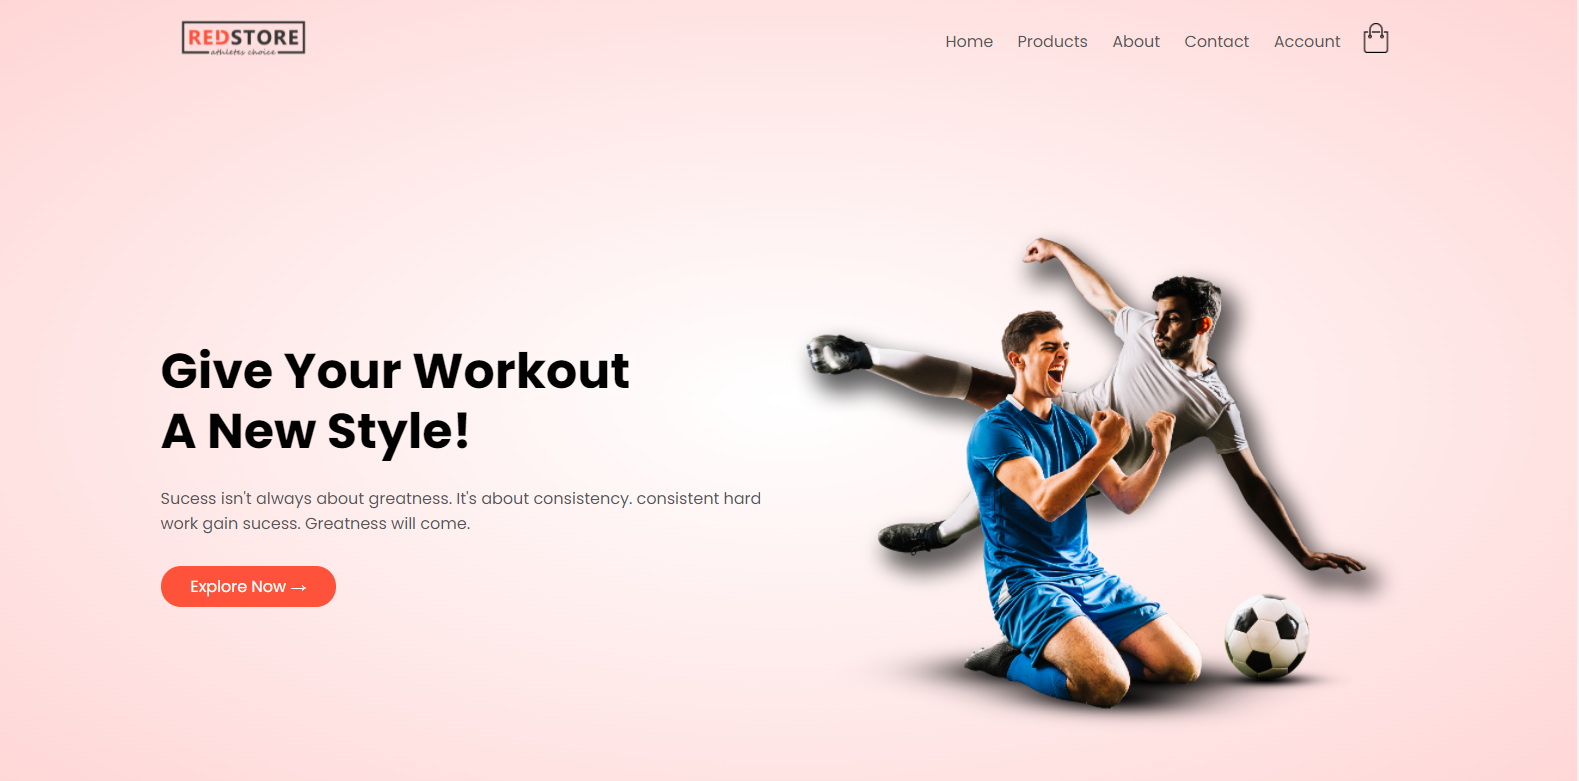 REDSTORE
athletes choice
Home Products About Contact Account
Give Your Workout
A New Style!
Sucess isn't always about greatness. It's about consistency. consistent hard
work gain sucess. Greatness will come.
Explore Now →